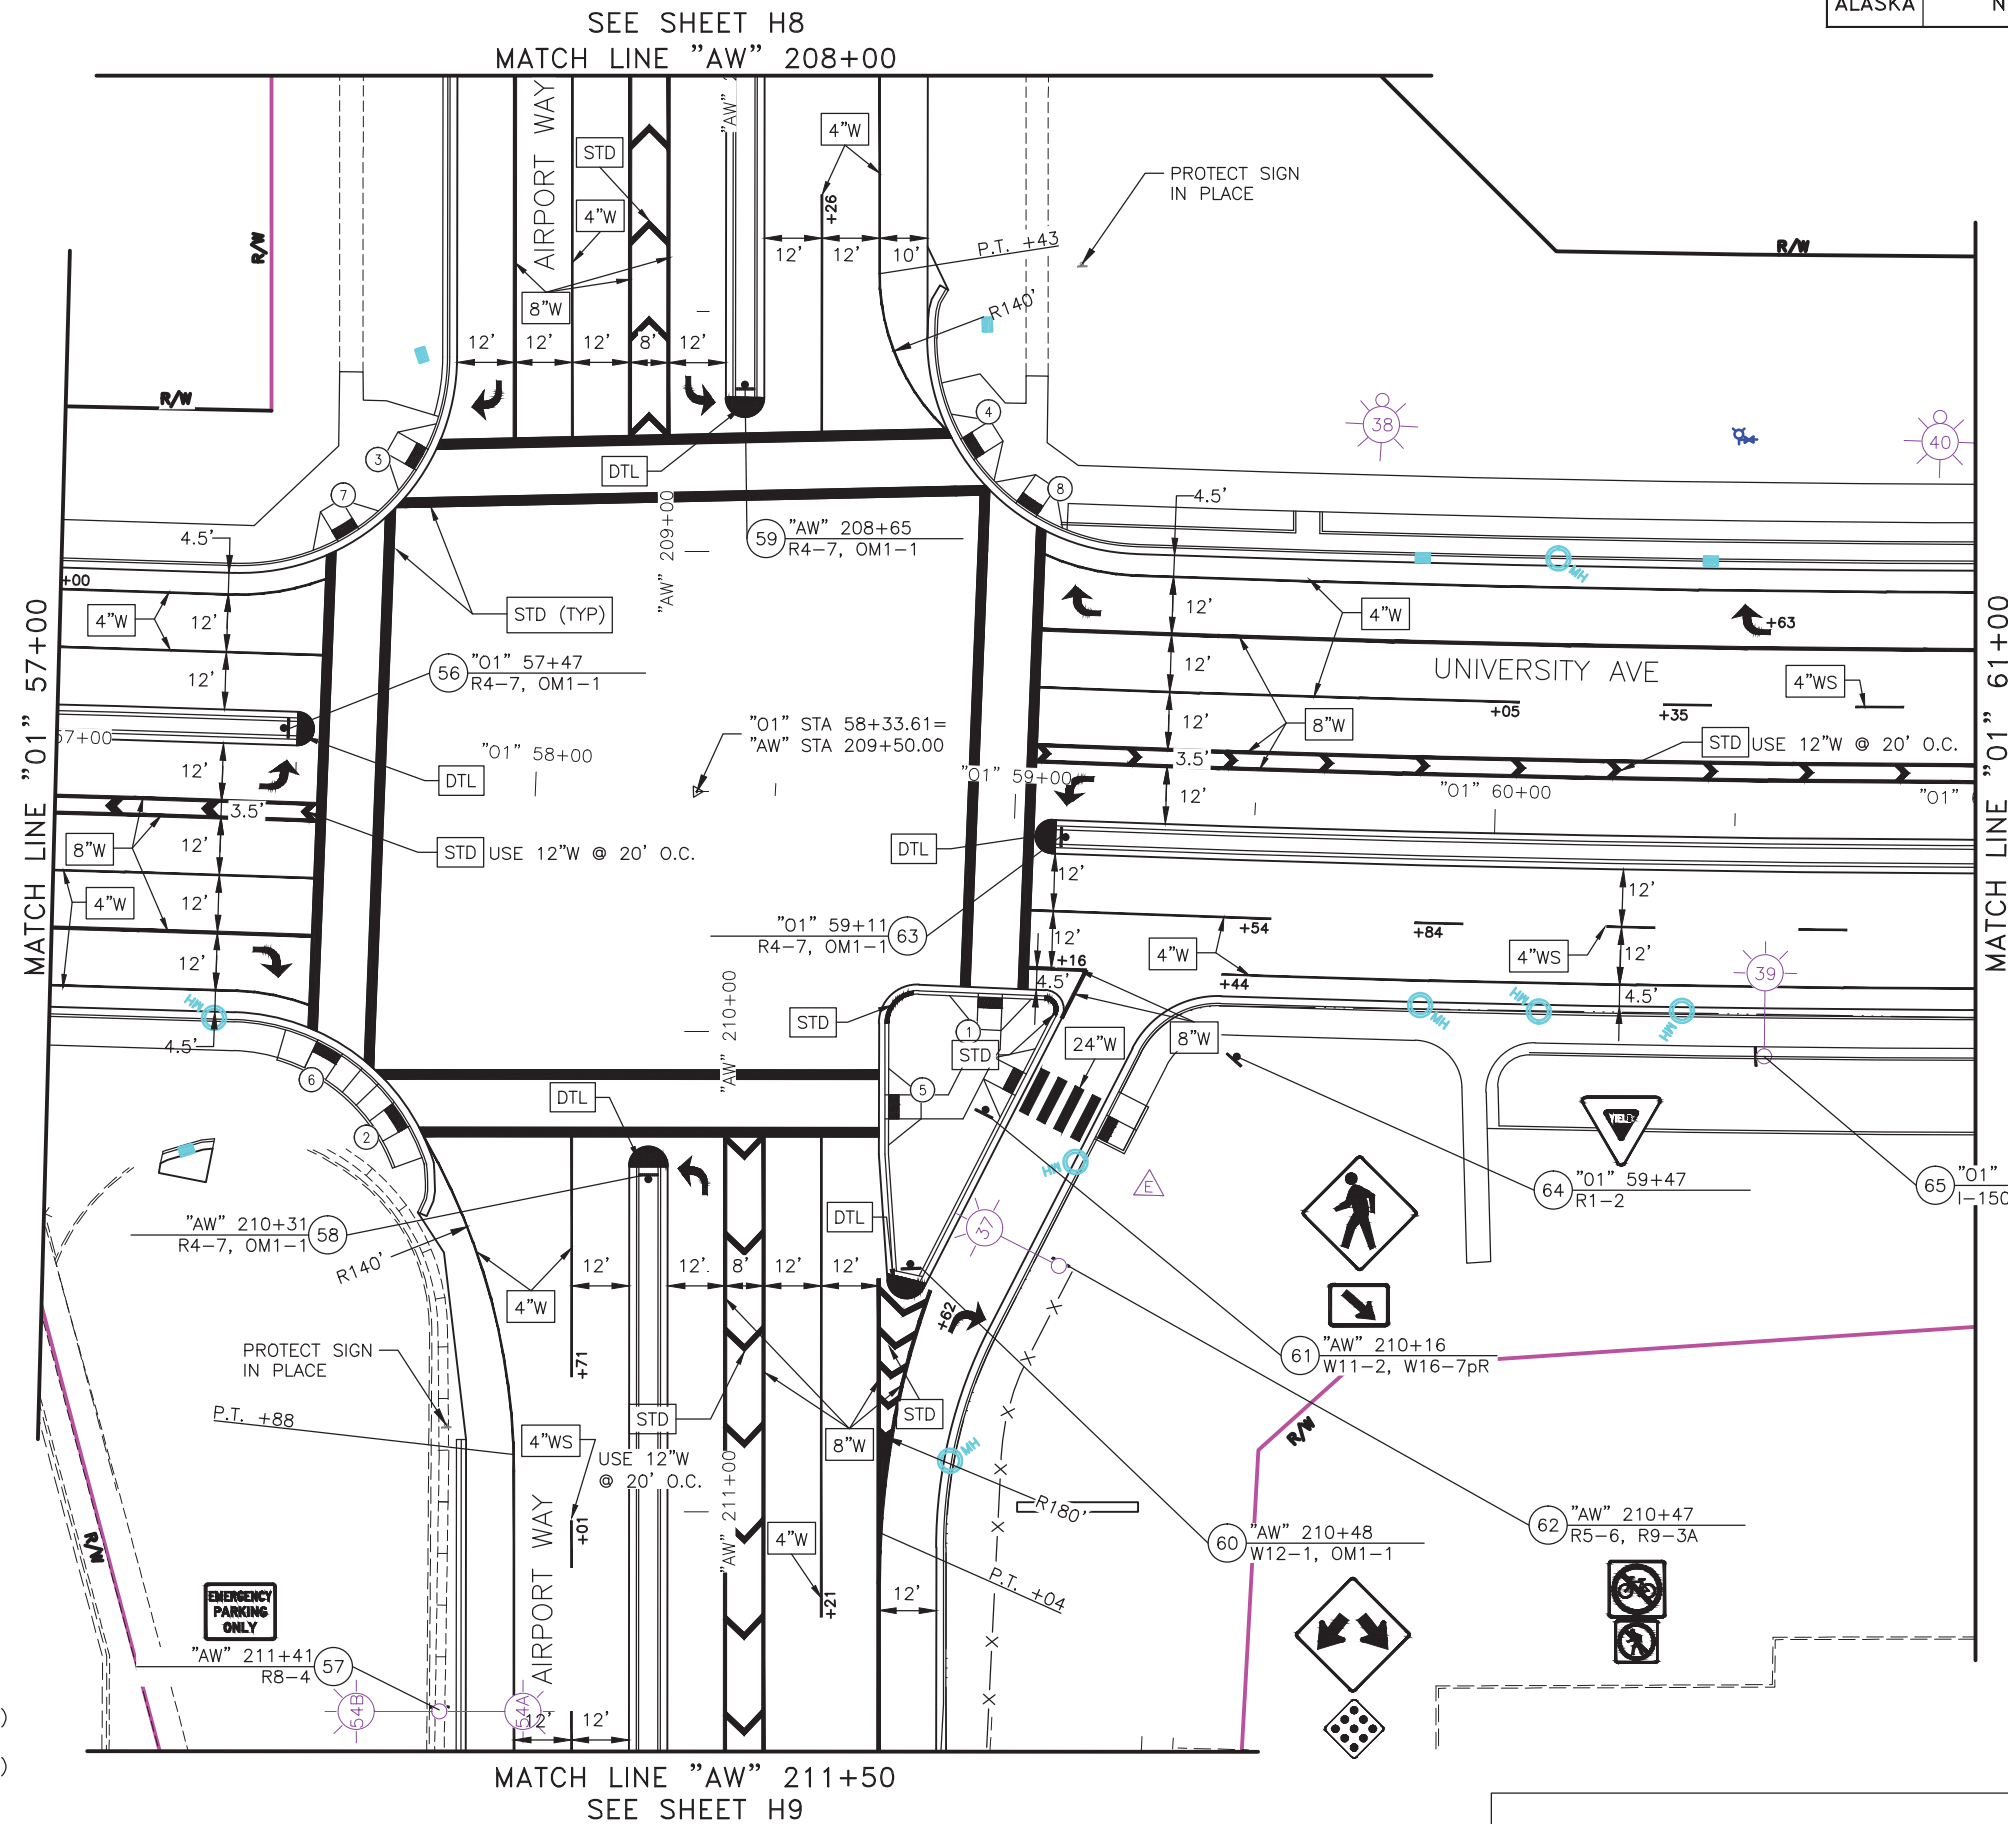 ALASKA
SEE SHEET H8
MATCH LINE "AW" 208+00
AIRPORT WAY
"AW"
STD
4"W
8"W
4"W
+26
12' 12' 10'
P.T. +43
R140'
PROTECT SIGN
IN PLACE
R/W
R/W
R/W
12' 12' 12' 8' 12'
38
40
3
7
4
8
DTL
59 "AW" 208+65
R4-7, OM1-1
"AW" 209+00
4.5'
4.5'
+00
4"W
12'
12'
STD (TYP)
56 "01" 57+47
R4-7, OM1-1
MATCH LINE "01" 57+00
57+00
"01" 58+00
"01" STA 58+33.61=
"AW" STA 209+50.00
DTL
12'
3.5'
8"W
12'
STD USE 12"W @ 20' O.C.
4"W
12'
12'
MH
4.5'
6
2
MH
12'
4"W
+63
12'
UNIVERSITY AVE
4"WS
+05
+35
12'
8"W
3.5'
STD USE 12"W @ 20' O.C.
"01" 59+00
"01" 60+00
"01"
12'
MATCH LINE "01" 61+00
DTL
12'
12'
"01" 59+11
R4-7, OM1-1 63
+54
+84
12'
+16
4"W
4"WS
12'
39
+44
4.5'
4.5'
MH
MH
MH
"AW" 210+00
STD
1
STD
5
24"W
8"W
DTL
DTL
MH
E
37
YIELD
64 "01" 59+47
R1-2
65 "01"
I-150
"AW" 210+31
R4-7, OM1-1 58
R140'
12' 12' 8' 12' 12'
4"W
+62
PROTECT SIGN
IN PLACE
+71
P.T. +88
61 "AW" 210+16
W11-2, W16-7pR
R/W
STD
STD
8"W
4"WS
USE 12"W
@ 20' O.C.
"AW" 211+00
MH
R180'
R/W
+01
4"W
+21
60 "AW" 210+48
W12-1, OM1-1
62 "AW" 210+47
R5-6, R9-3A
P.T. +04
12'
AIRPORT WAY
EMERGENCY
PARKING
ONLY
"AW" 211+41
R8-4 57
54B
54A
12' 12'
MATCH LINE "AW" 211+50
SEE SHEET H9